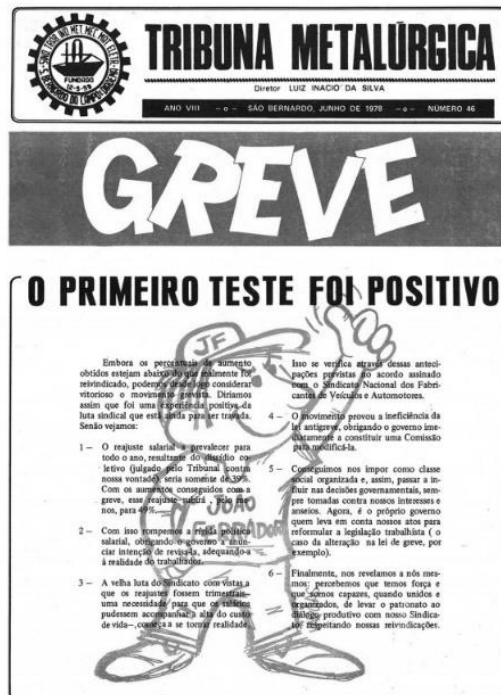 TRIBUNA METALÚRGICA
Diretor LUIZ INACIO DA SILVA
FUNDADO
12-5-59
ANO VIII —o— SÃO BERNARDO, JUNHO DE 1978 —o— NÚMERO 46
GREVE
O PRIMEIRO TESTE FOI POSITIVO
Embora os percentuais de aumento
obtidos estejam abaixo do que realmente foi
reivindicado, podemos desde logo considerar
vitorioso o movimento grevista. Diríamos
assim que foi uma experiência positiva da
luta sindical que está ainda para ser travada.
Senão vejamos:
1 — O reajuste salarial a prevalecer para
todo o ano, resultante do dissídio co-
letivo (julgado pelo Tribunal contra
nossa vontade) seria somente de 39%.
Com os aumentos conseguidos com a
greve, esse reajuste subirá, pelo me-
nos, para 49%.
2 — Com isso rompemos a rígida política
salarial, obrigando o governo a anun-
ciar intenção de revisá-la, adequando-a
à realidade do trabalhador.
3 — A velha luta do Sindicato com vistas a
que os reajustes fossem trimestrais—
uma necessidade para que os salários
pudessem acompanhar a alta do custo
de vida—, começa a se tornar realidade.
Isso se verifica através dessas anteci-
pações previstas no acordo assinado
com o Sindicato Nacional dos Fabri-
cantes de Veículos e Automotores.
4 — O movimento provou a ineficiência da
lei antigreve, obrigando o governo ime-
diatamente a constituir uma Comissão
para modificá-la.
5 — Conseguimos nos impor como classe
social organizada e, assim, passar a in-
fluir nas decisões governamentais, sem-
pre tomadas contra nossos interesses e
anseios. Agora, é o próprio governo
quem leva em conta nossos atos para
reformular a legislação trabalhista ( o
caso da alteração na lei de greve, por
exemplo).
6 — Finalmente, nos revelamos a nós mes-
mos: percebemos que temos força e
que somos capazes, quando unidos e
organizados, de levar o patronato ao
diálogo produtivo com nosso Sindica-
to, respeitando nossas reivindicações.
JF
JOÃO
FERRADOR